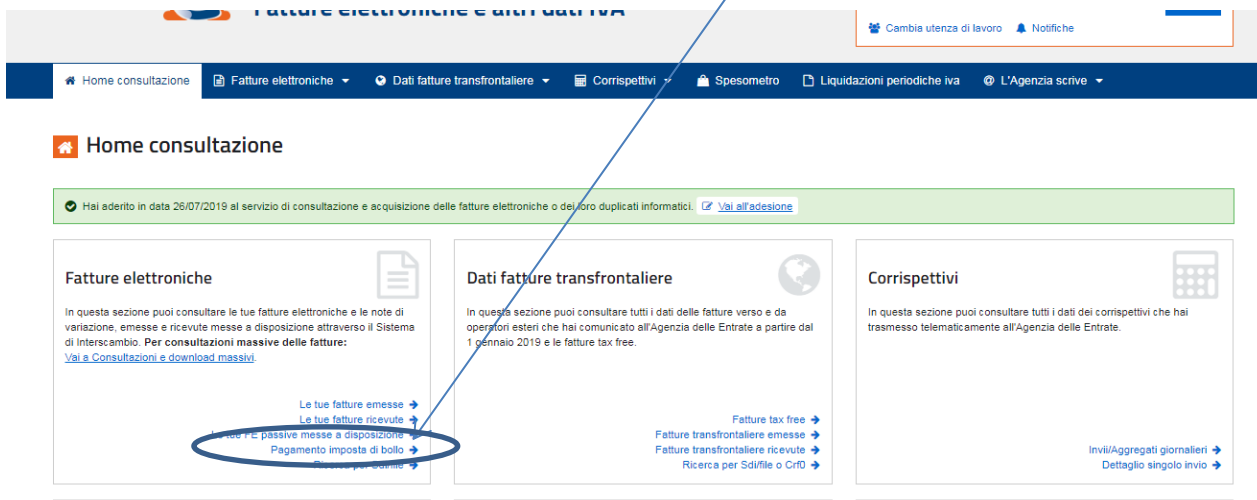 Fatture elettroniche e altri dati IVA
Cambia utenza di lavoro Notifiche
Home consultazione Fatture elettroniche Dati fatture transfrontaliere Corrispettivi Spesometro Liquidazioni periodiche iva @ L'Agenzia scrive
Home consultazione
Hai aderito in data 26/07/2019 al servizio di consultazione e acquisizione delle fatture elettroniche o dei loro duplicati informatici. Vai all'adesione
Fatture elettroniche
In questa sezione puoi consultare le tue fatture elettroniche e le note di
variazione, emesse e ricevute messe a disposizione attraverso il Sistema
di Interscambio. Per consultazioni massive delle fatture:
Vai a Consultazioni e download massivi.
Le tue fatture emesse
Le tue fatture ricevute
Le tue FE passive messe a disposizione
Pagamento imposta di bollo
Ricerca per Sdi/file
Dati fatture transfrontaliere
In questa sezione puoi consultare tutti i dati delle fatture verso e da
operatori esteri che hai comunicato all'Agenzia delle Entrate a partire dal
1 gennaio 2019 e le fatture tax free.
Fatture tax free
Fatture transfrontaliere emesse
Fatture transfrontaliere ricevute
Ricerca per Sdi/file o Crf0
Corrispettivi
In questa sezione puoi consultare tutti i dati dei corrispettivi che hai
trasmesso telematicamente all'Agenzia delle Entrate.
Invii/Aggregati giornalieri
Dettaglio singolo invio